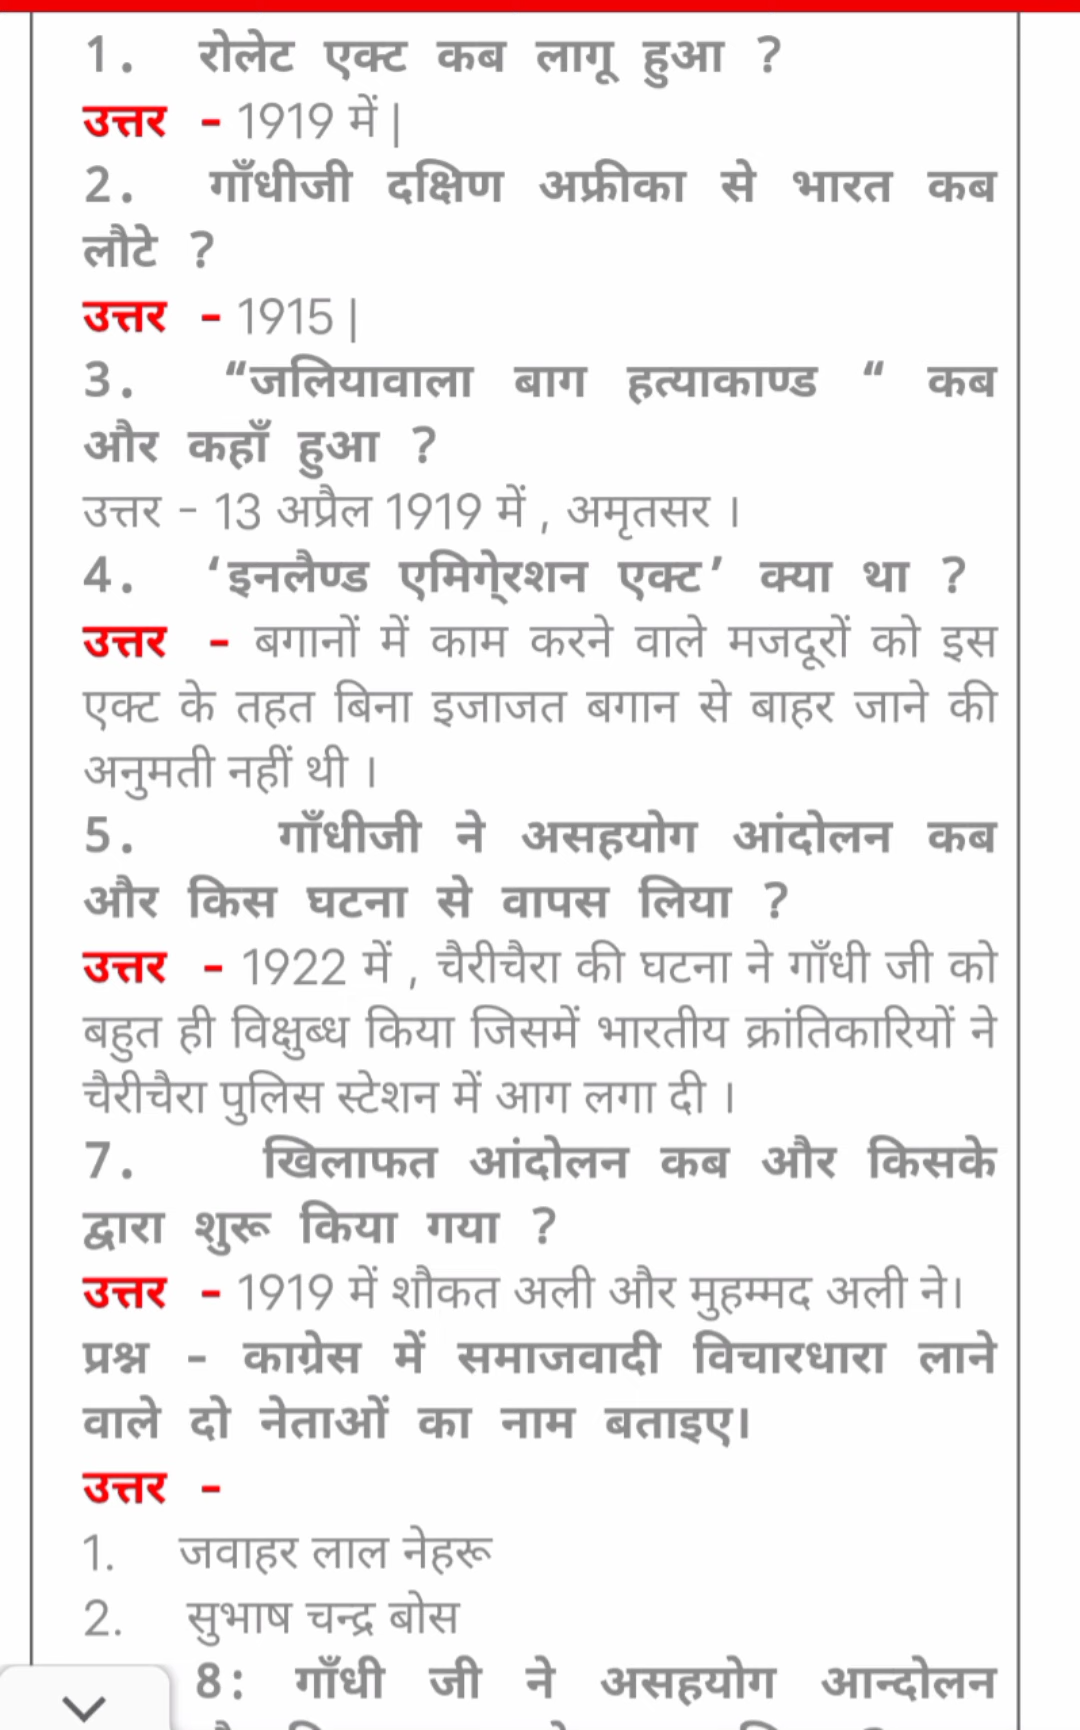 1. रोलेट एक्ट कब लागू हुआ ?
उत्तर - 1919 में |
2. गाँधीजी दक्षिण अफ्रीका से भारत कब
लौटे ?
उत्तर - 1915 |
3. “जलियावाला बाग हत्याकाण्ड “ कब
और कहाँ हुआ ?
उत्तर - 13 अप्रैल 1919 में , अमृतसर ।
4. ‘इनलैण्ड एमिगे्रशन एक्ट’ क्या था ?
उत्तर - बगानों में काम करने वाले मजदूरों को इस
एक्ट के तहत बिना इजाजत बगान से बाहर जाने की
अनुमती नहीं थी ।
5. गाँधीजी ने असहयोग आंदोलन कब
और किस घटना से वापस लिया ?
उत्तर - 1922 में , चैरीचैरा की घटना ने गाँधी जी को
बहुत ही विक्षुब्ध किया जिसमें भारतीय क्रांतिकारियों ने
चैरीचैरा पुलिस स्टेशन में आग लगा दी ।
7. खिलाफत आंदोलन कब और किसके
द्वारा शुरू किया गया ?
उत्तर - 1919 में शौकत अली और मुहम्मद अली ने।
प्रश्न - काग्रेस में समाजवादी विचारधारा लाने
वाले दो नेताओं का नाम बताइए।
उत्तर -
1. जवाहर लाल नेहरू
2. सुभाष चन्द्र बोस
8: गाँधी जी ने असहयोग आन्दोलन